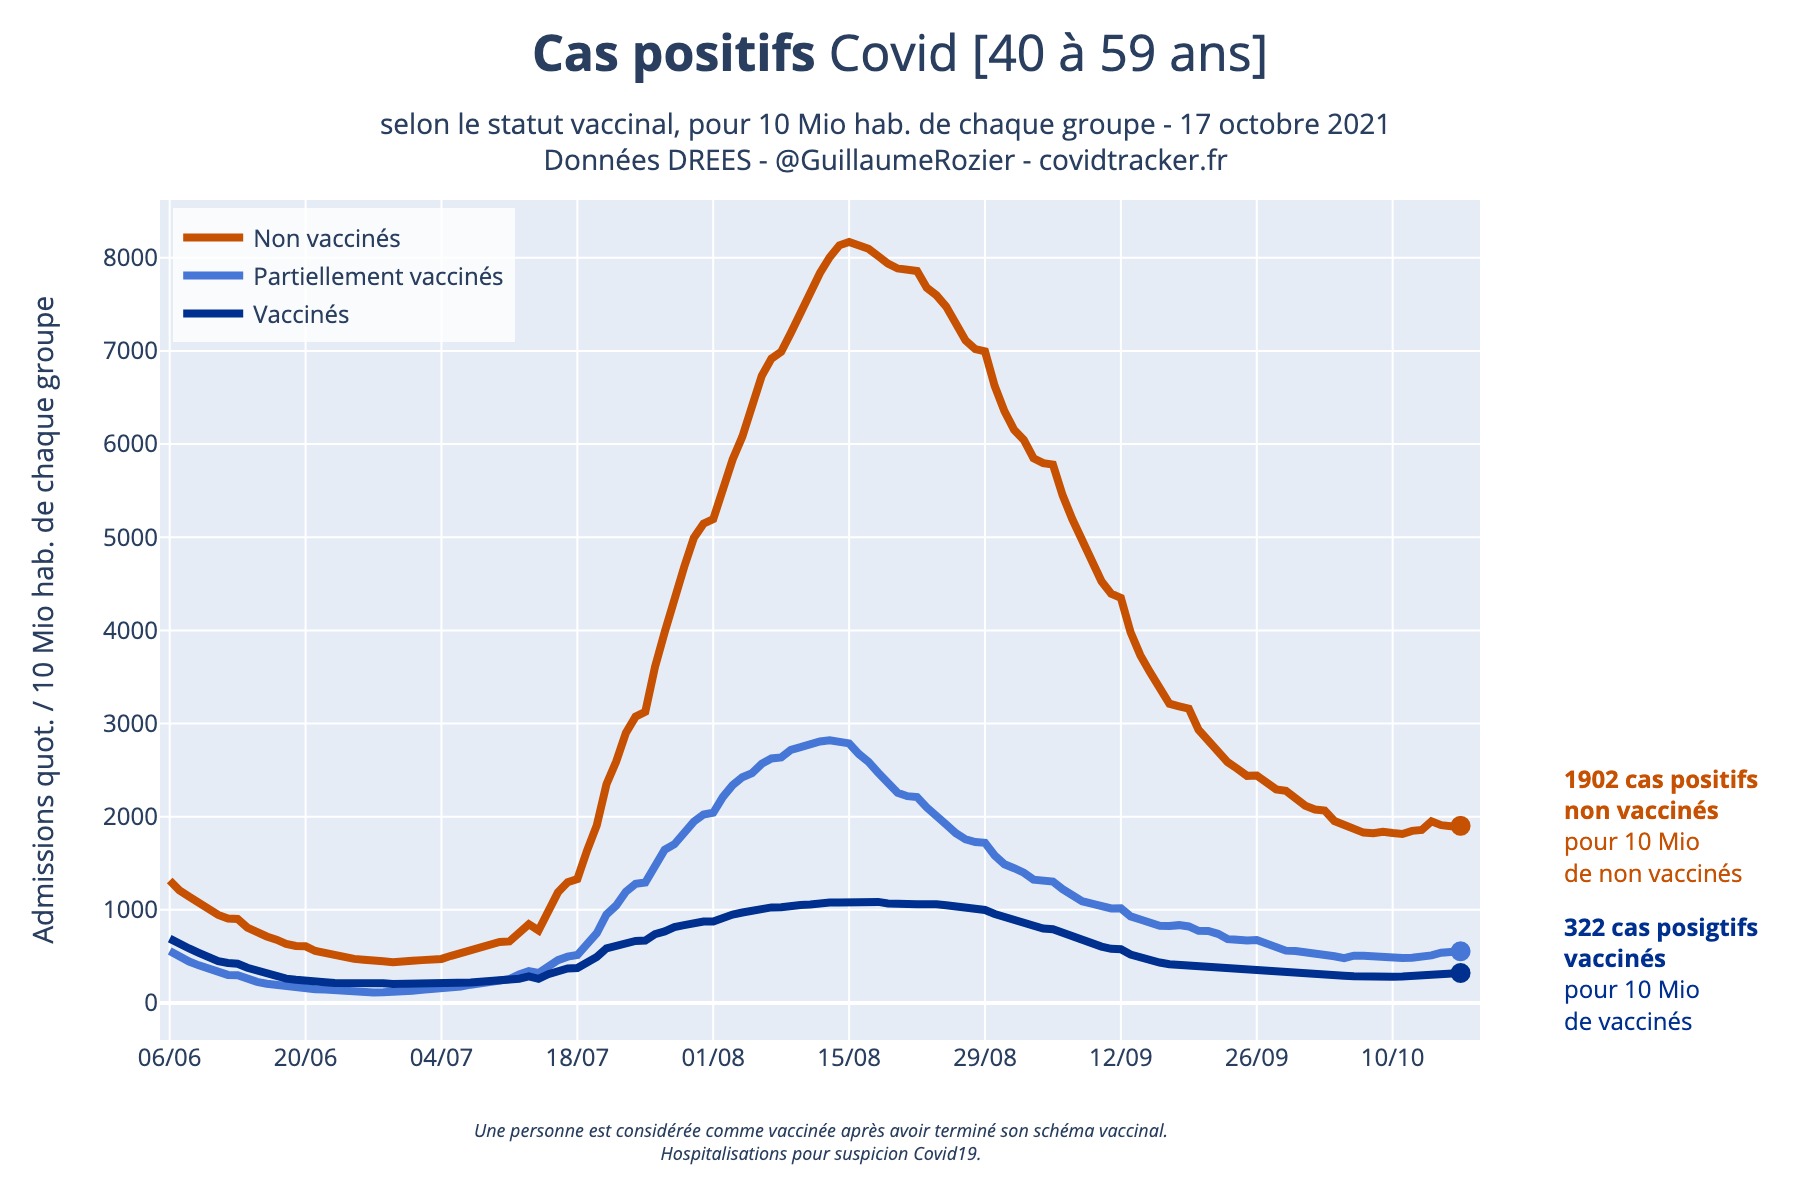 Cas positifs Covid [40 à 59 ans]
selon le statut vaccinal, pour 10 Mio hab. de chaque groupe - 17 octobre 2021
Données DREES - @GuillaumeRozier - covidtracker.fr
Non vaccinés
Partiellement vaccinés
Vaccinés
Admissions quot. / 10 Mio hab. de chaque groupe
8000
7000
6000
5000
4000
3000
2000
1000
0
06/06
20/06
04/07
18/07
01/08
15/08
29/08
12/09
26/09
10/10
1902 cas positifs
non vaccinés
pour 10 Mio
de non vaccinés
322 cas posigtifs
vaccinés
pour 10 Mio
de vaccinés
Une personne est considérée comme vaccinée après avoir terminé son schéma vaccinal.
Hospitalisations pour suspicion Covid19.